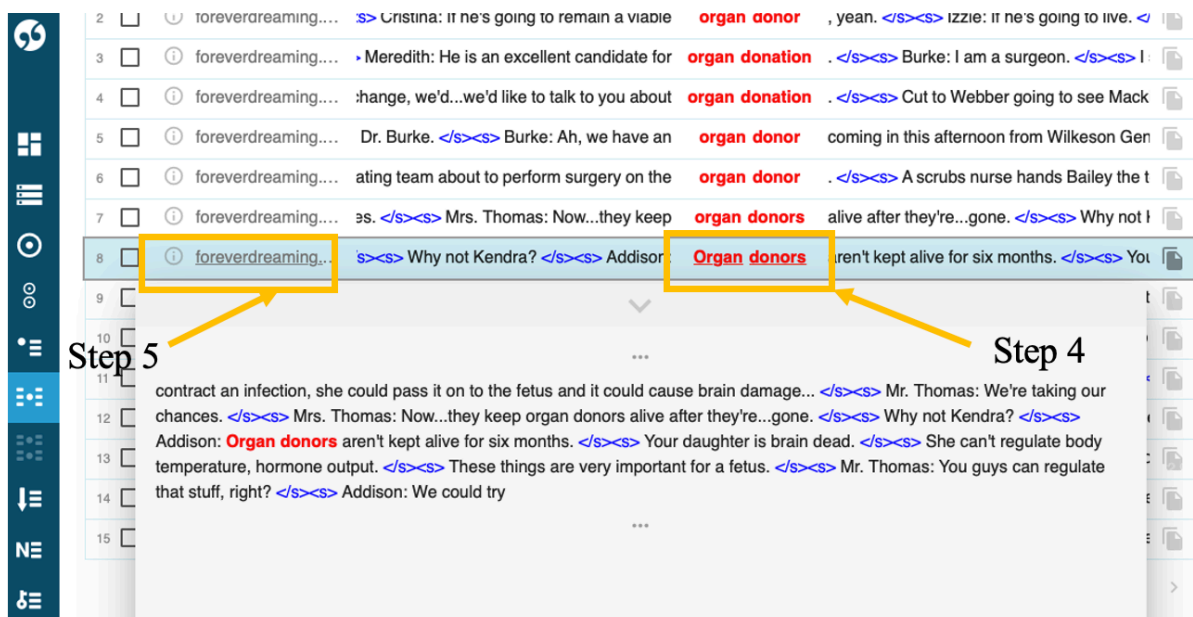 2 foreverdreaming.... :s> Cristina: If he's going to remain a viable organ donor , yeah. </s><s> Izzie: If he's going to live. </
3 foreverdreaming.... Meredith: He is an excellent candidate for organ donation . </s><s> Burke: I am a surgeon. </s><s> I
4 foreverdreaming.... change, we'd...we'd like to talk to you about organ donation . </s><s> Cut to Webber going to see Mack
5 foreverdreaming.... Dr. Burke. </s><s> Burke: Ah, we have an organ donor coming in this afternoon from Wilkeson Gen
6 foreverdreaming.... ating team about to perform surgery on the organ donor . </s><s> A scrubs nurse hands Bailey the t
7 foreverdreaming.... es. </s><s> Mrs. Thomas: Now...they keep organ donors alive after they're...gone. </s><s> Why not
8 foreverdreaming.... s><s> Why not Kendra? </s><s> Addison: Organ donors aren't kept alive for six months. </s><s> You
9
10
Step 5 Step 4
11
contract an infection, she could pass it on to the fetus and it could cause brain damage... </s><s> Mr. Thomas: We're taking our
12 chances. </s><s> Mrs. Thomas: Now...they keep organ donors alive after they're...gone. </s><s> Why not Kendra? </s><s>
Addison: Organ donors aren't kept alive for six months. </s><s> Your daughter is brain dead. </s><s> She can't regulate body
13 temperature, hormone output. </s><s> These things are very important for a fetus. </s><s> Mr. Thomas: You guys can regulate
14 that stuff, right? </s><s> Addison: We could try
...
15